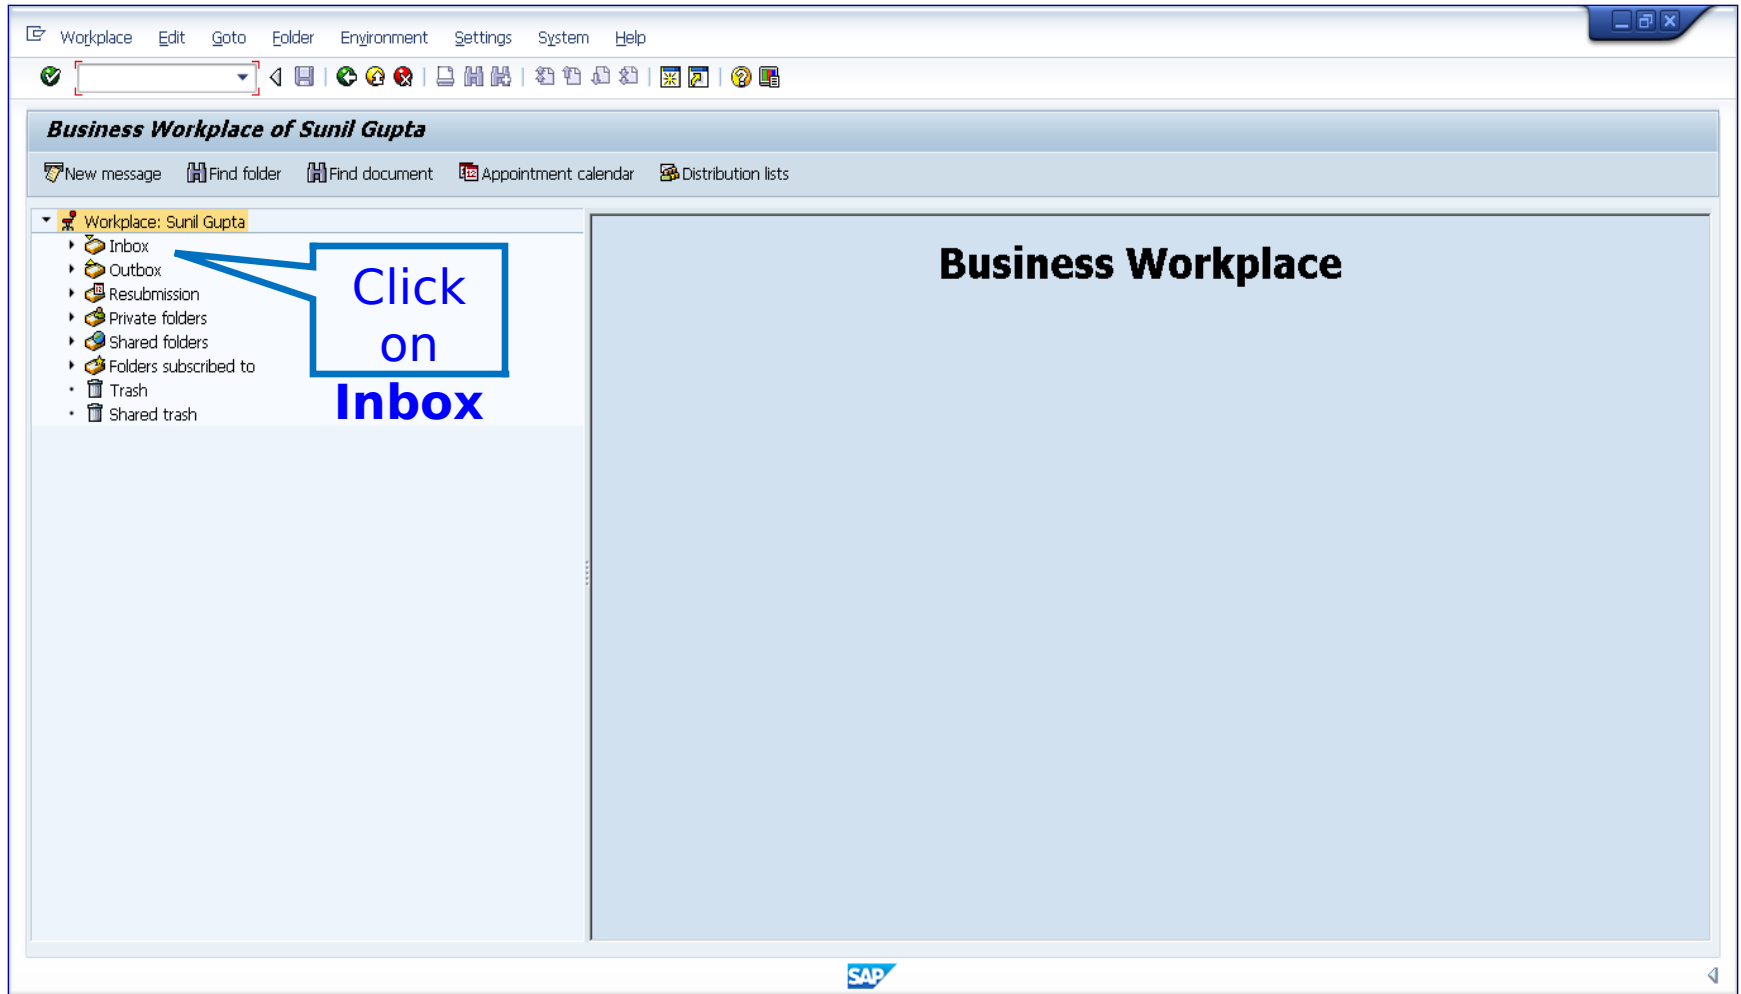 Workplace Edit Goto Folder Environment Settings System Help
Business Workplace of Sunil Gupta
New message Find folder Find document 12 Appointment calendar Distribution lists
Workplace: Sunil Gupta
Inbox
Outbox
Resubmission
Private folders
Shared folders
Folders subscribed to
Trash
Shared trash
Click
on
Inbox
Business Workplace
SAP